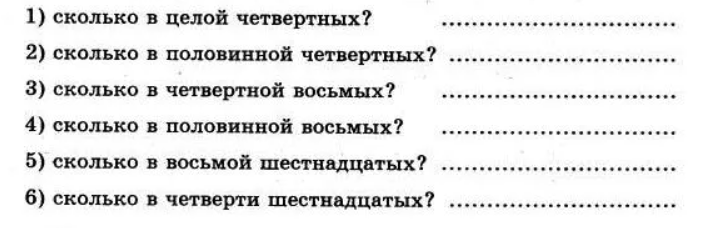 1) сколько в целой четвертных? ..............................
2) сколько в половинной четвертных? ..............................
3) сколько в четвертной восьмых? ..............................
4) сколько в половинной восьмых? ..............................
5) сколько в восьмой шестнадцатых? ..............................
6) сколько в четверти шестнадцатых? ..............................